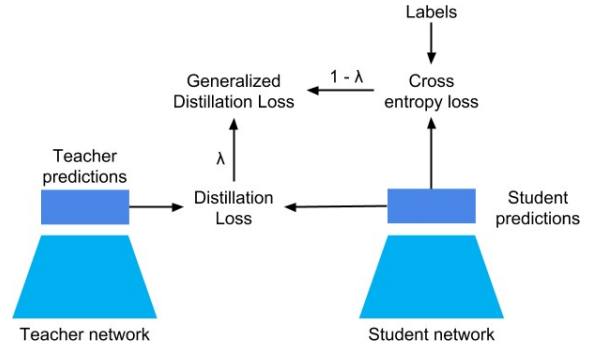 Labels
Generalized
Distillation Loss
1 - λ
Cross
entropy loss
λ
Teacher
predictions
Distillation
Loss
Student
predictions
Teacher network
Student network